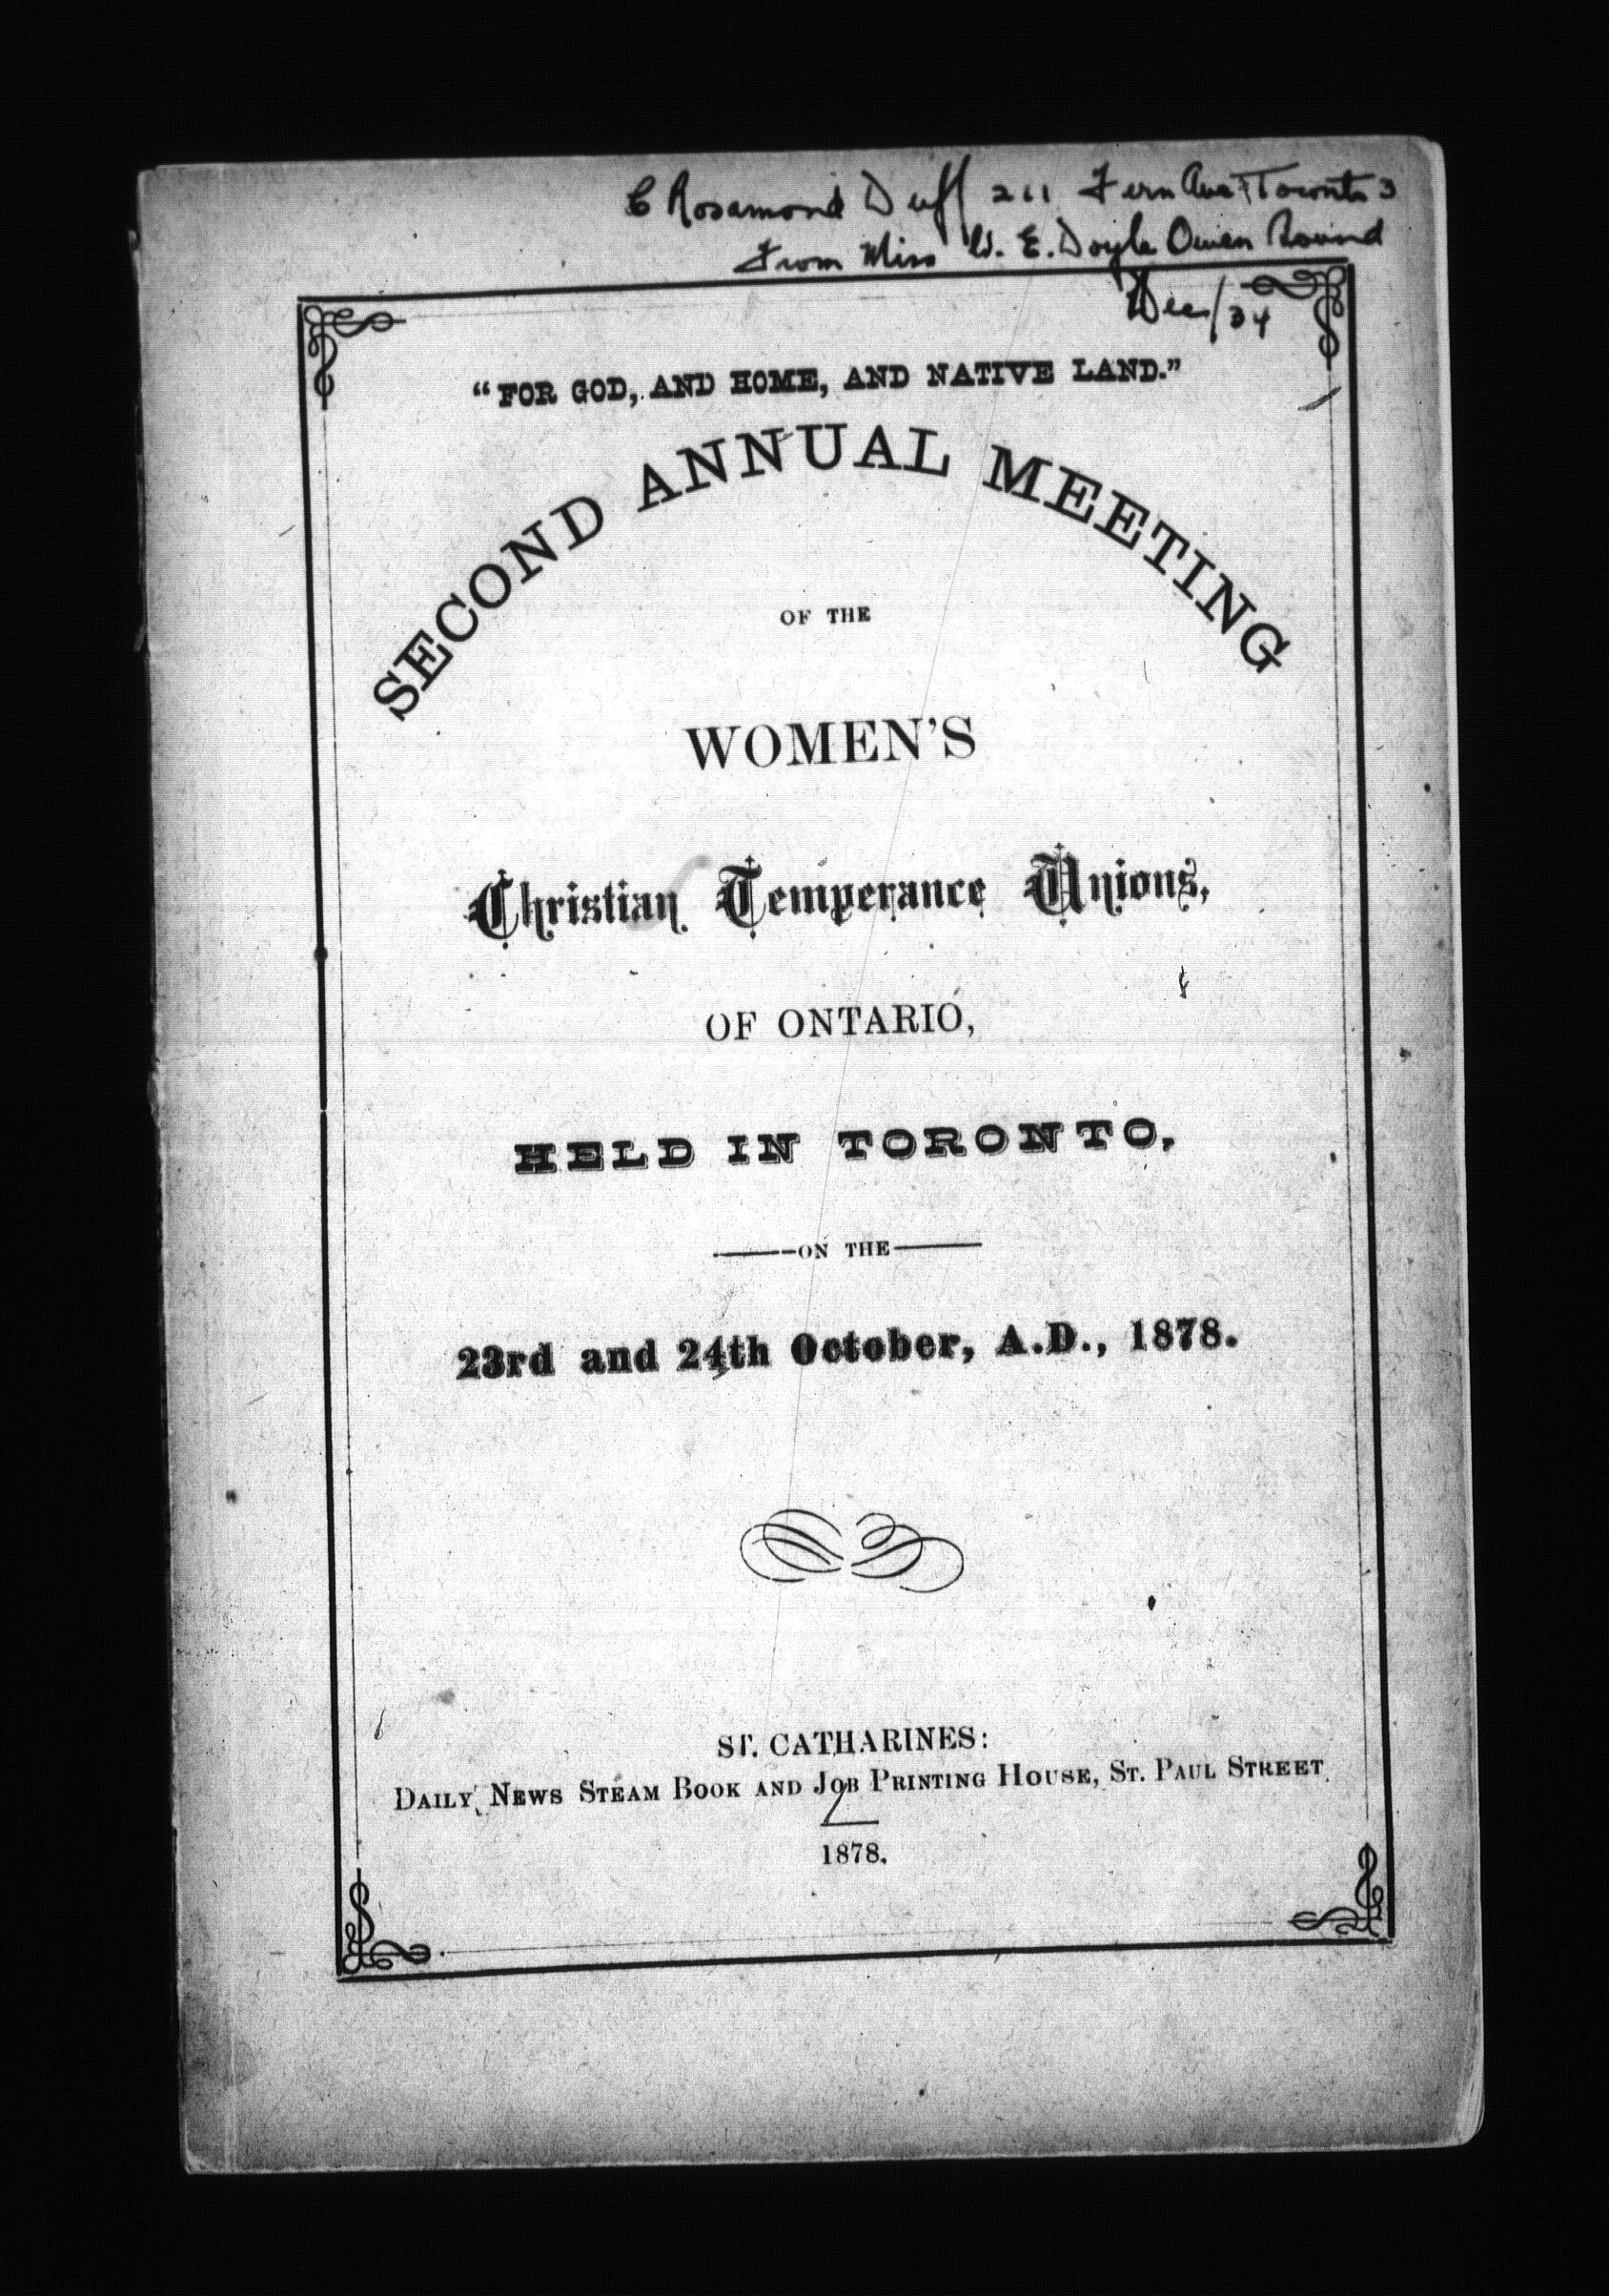 C Rosamond Duff 211 Fern Ave Toronto 3
From Miss W. E. Doyle Owen Sound
Dec/34
"FOR GOD, AND HOME, AND NATIVE LAND."
SECOND ANNUAL MEETING
OF THE
WOMEN'S
Christian Temperance Unions,
OF ONTARIO,
HELD IN TORONTO,
ON THE
23rd and 24th October, A.D., 1878.
ST. CATHARINES:
DAILY NEWS STEAM BOOK AND JOB PRINTING HOUSE, ST. PAUL STREET.
1878.